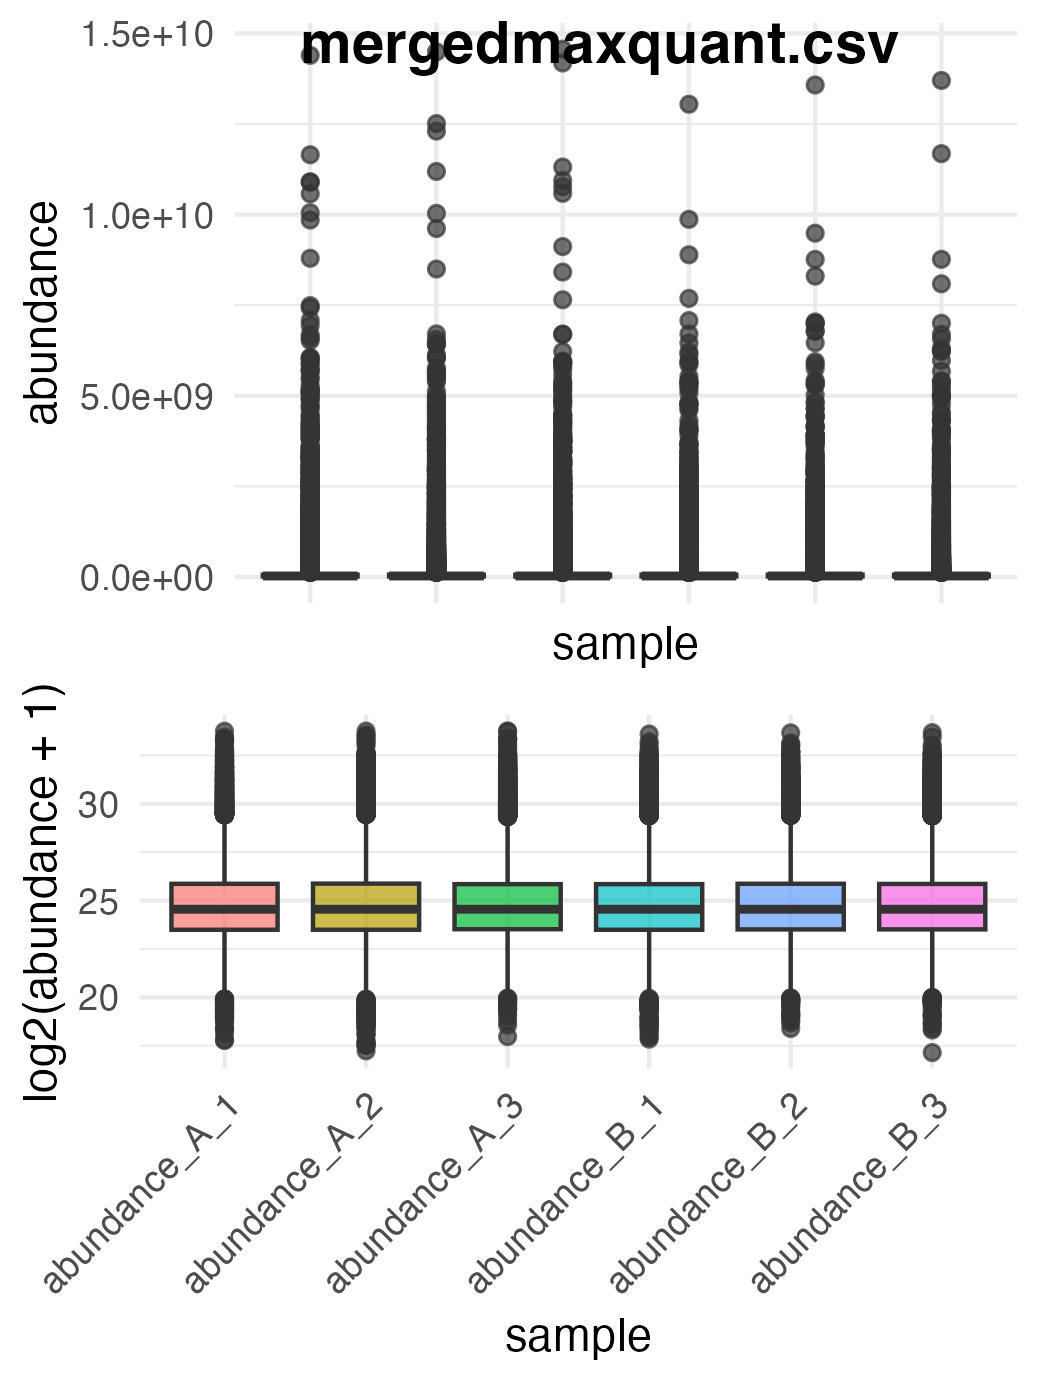 mergedmaxquant.csv
1.5e+10
1.0e+10
5.0e+09
0.0e+00
abundance
sample
log2(abundance + 1)
30
25
20
abundance_A_1
abundance_A_2
abundance_A_3
abundance_B_1
abundance_B_2
abundance_B_3
sample